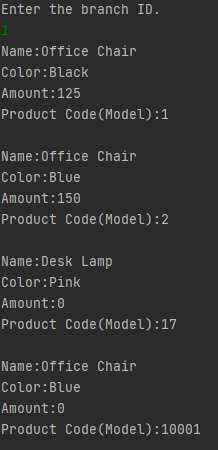 Enter the branch ID.
1
Name:Office Chair
Color:Black
Amount:125
Product Code(Model):1
Name:Office Chair
Color:Blue
Amount:150
Product Code(Model):2
Name:Desk Lamp
Color:Pink
Amount:0
Product Code(Model):17
Name:Office Chair
Color:Blue
Amount:0
Product Code(Model):10001